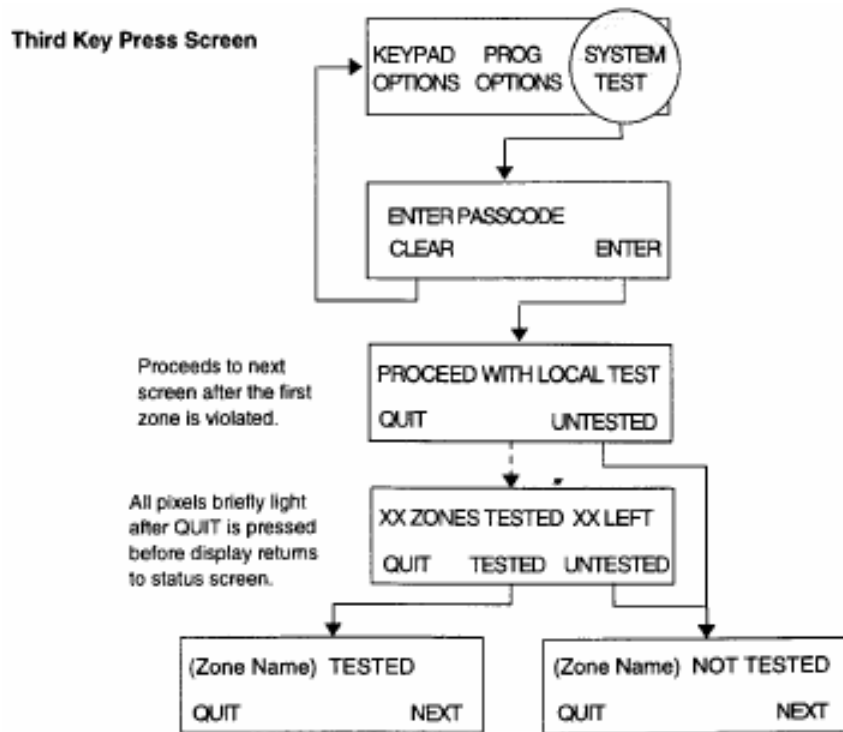 Third Key Press Screen
KEYPAD PROG SYSTEM
OPTIONS OPTIONS TEST
ENTER PASSCODE
CLEAR ENTER
Proceeds to next
screen after the first
zone is violated.
PROCEED WITH LOCAL TEST
QUIT UNTESTED
All pixels briefly light
after QUIT is pressed
before display returns
to status screen.
XX ZONES TESTED XX LEFT
QUIT TESTED UNTESTED
(Zone Name) TESTED
QUIT NEXT
(Zone Name) NOT TESTED
QUIT NEXT